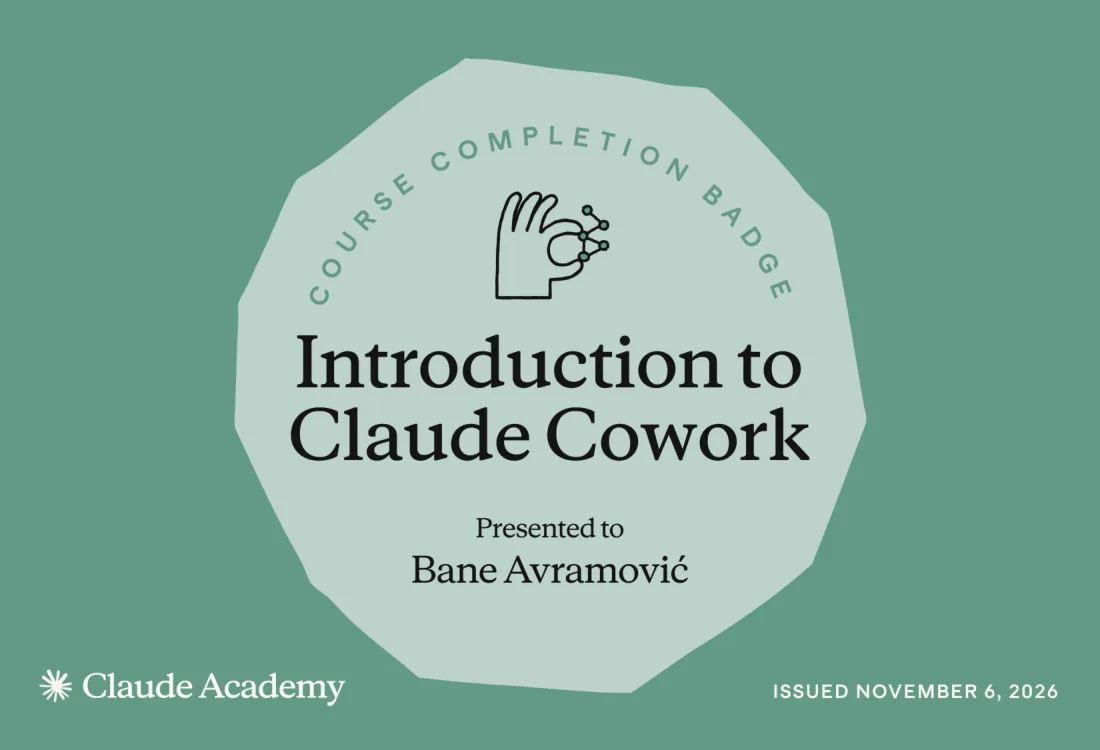 COURSE COMPLETION BADGE
Introduction to
Claude Cowork
Presented to
Bane Avramović
Claude Academy
ISSUED NOVEMBER 6, 2026